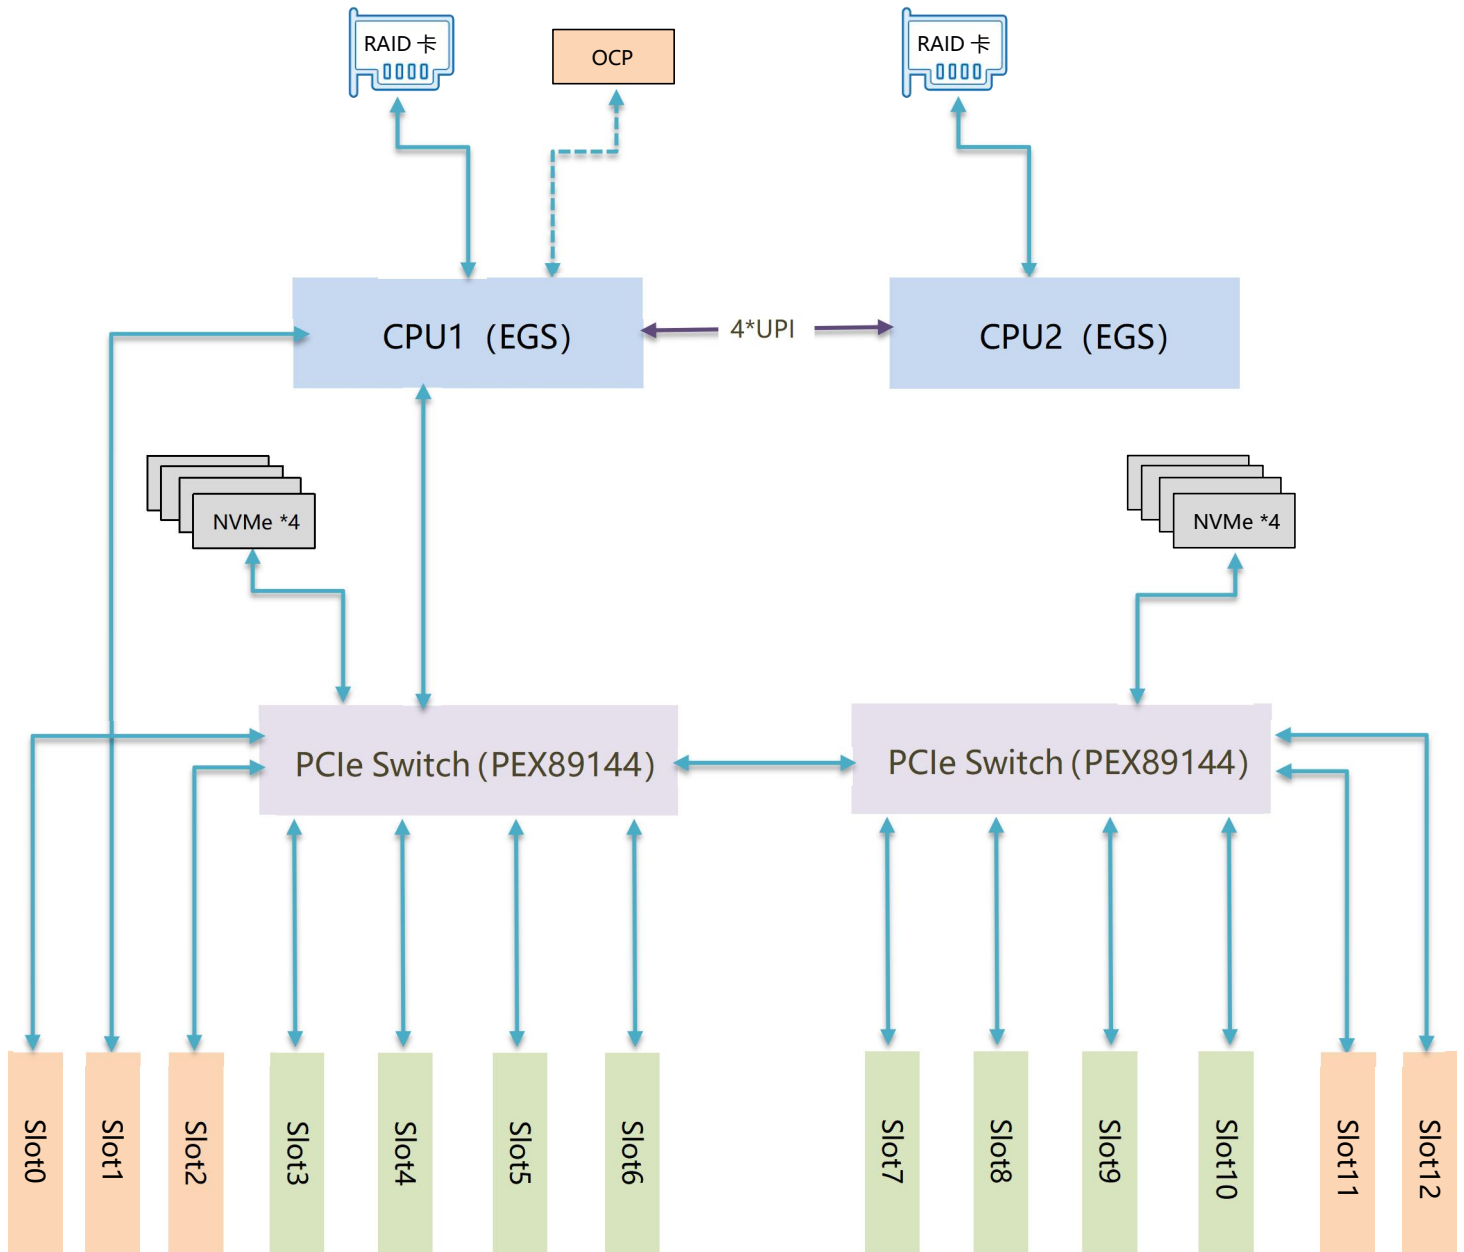 RAID 卡
OCP
RAID 卡
CPU1（EGS）
4*UPI
CPU2（EGS）
NVMe *4
NVMe *4
PCIe Switch（PEX89144）
PCIe Switch（PEX89144）
Slot0
Slot1
Slot2
Slot3
Slot4
Slot5
Slot6
Slot7
Slot8
Slot9
Slot10
Slot11
Slot12